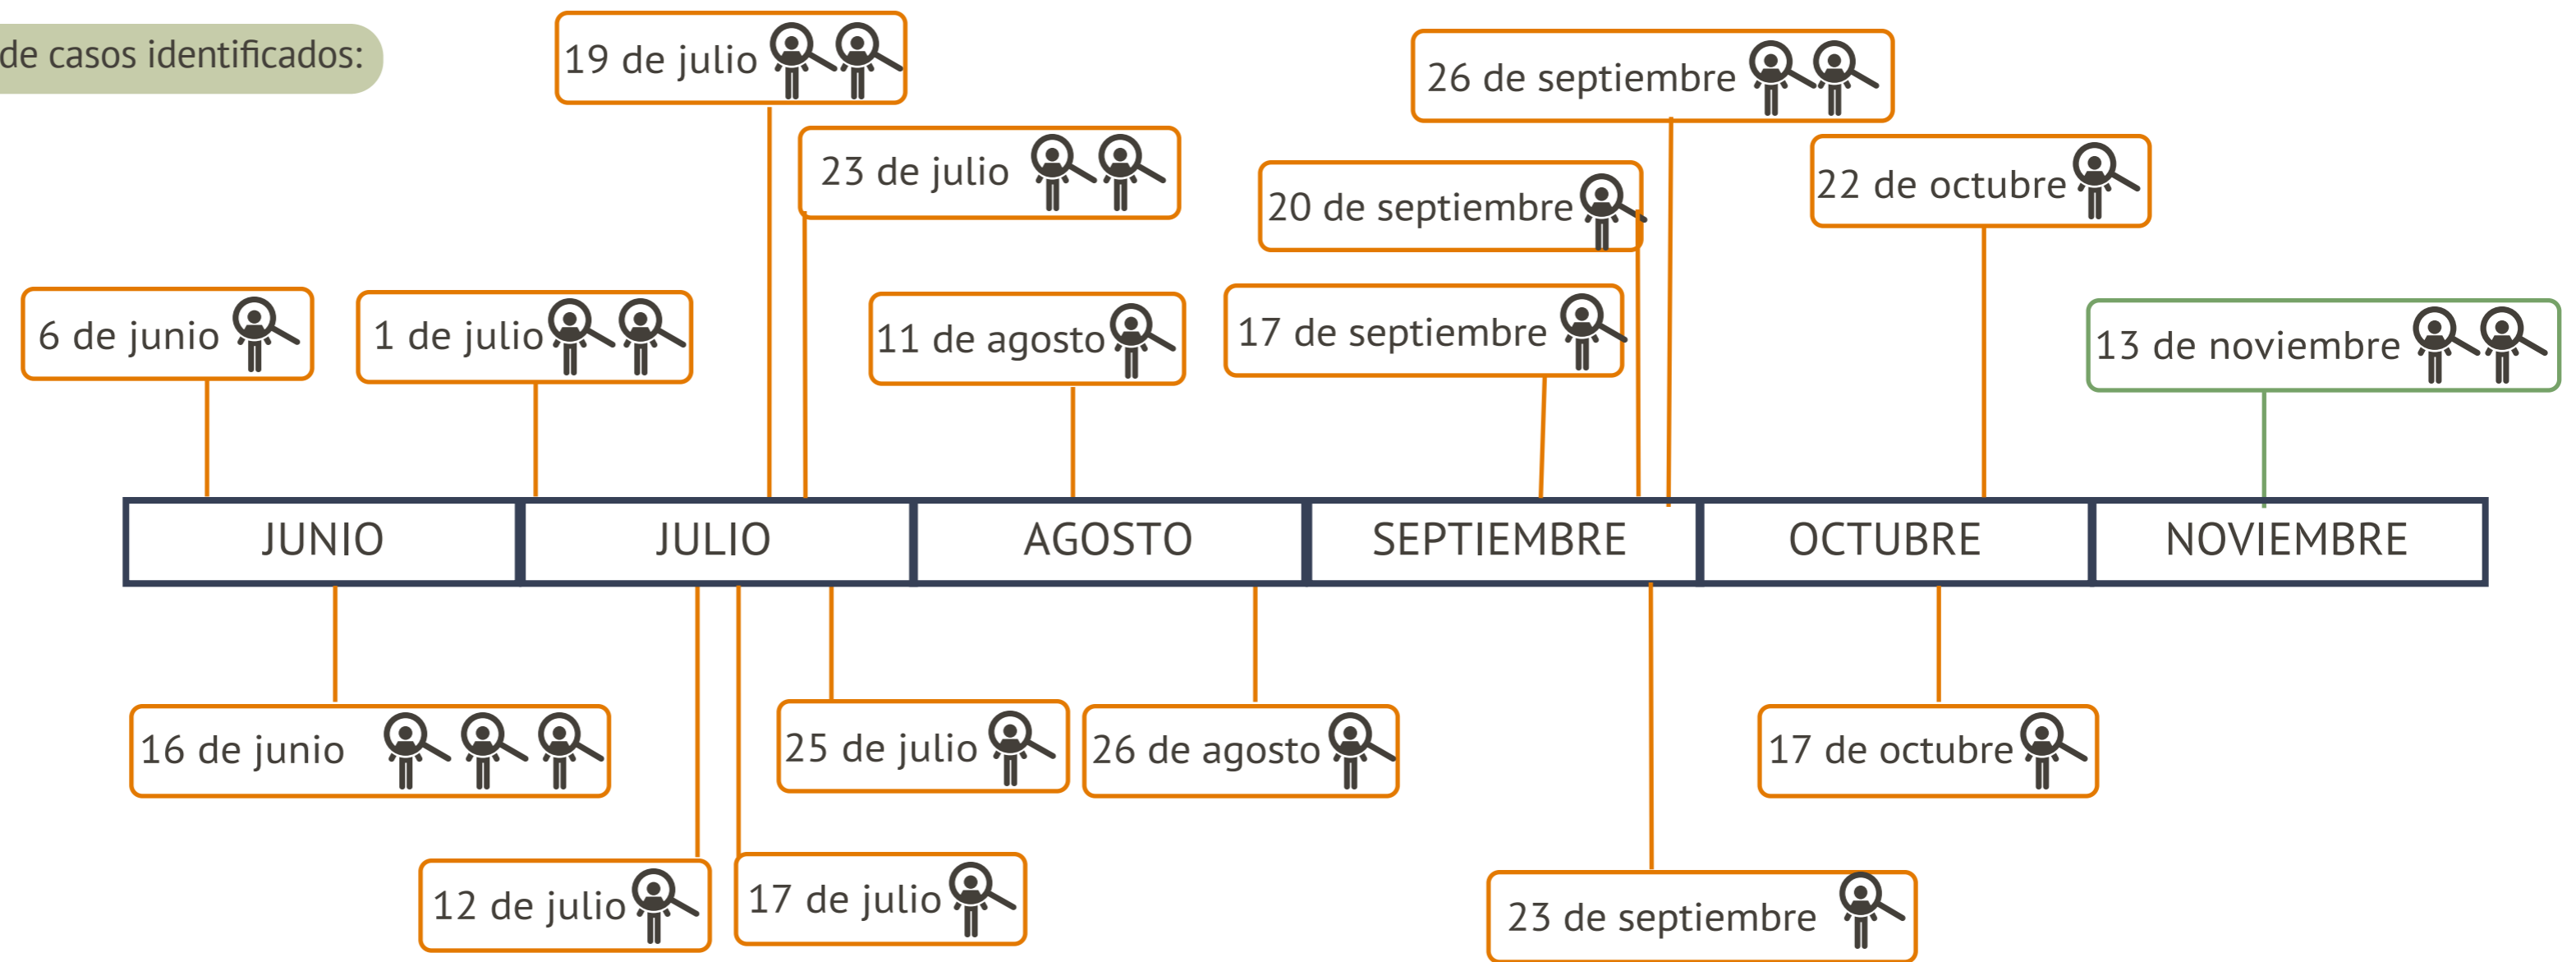 de casos identificados:
19 de julio
26 de septiembre
23 de julio
22 de octubre
20 de septiembre
6 de junio
1 de julio
11 de agosto
17 de septiembre
13 de noviembre
JUNIO
JULIO
AGOSTO
SEPTIEMBRE
OCTUBRE
NOVIEMBRE
16 de junio
25 de julio
26 de agosto
17 de octubre
12 de julio
17 de julio
23 de septiembre